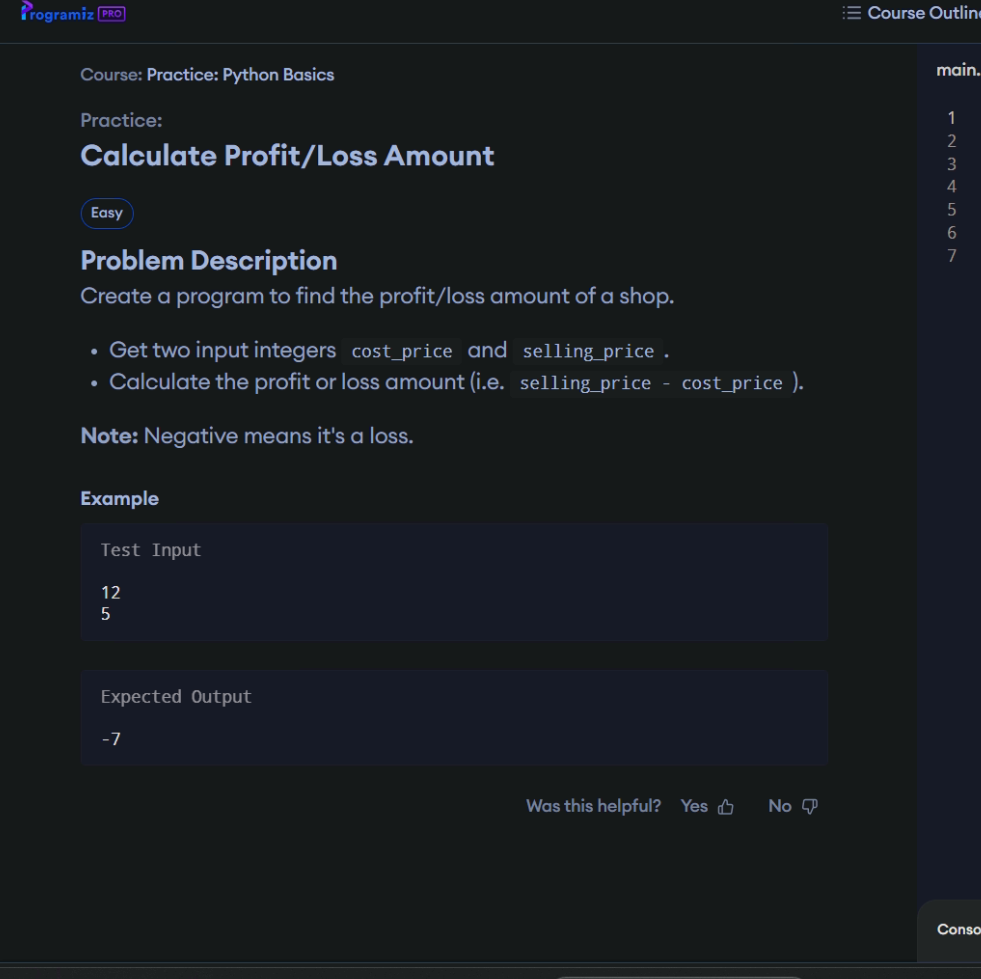 Programiz PRO
Course Outline
Course: Practice: Python Basics
Practice:
Calculate Profit/Loss Amount
Easy
Problem Description
Create a program to find the profit/loss amount of a shop.
• Get two input integers cost_price and selling_price .
• Calculate the profit or loss amount (i.e. selling_price - cost_price ).
Note: Negative means it's a loss.
Example
Test Input
12
5
Expected Output
-7
Was this helpful? Yes No
main.
1
2
3
4
5
6
7
Conso